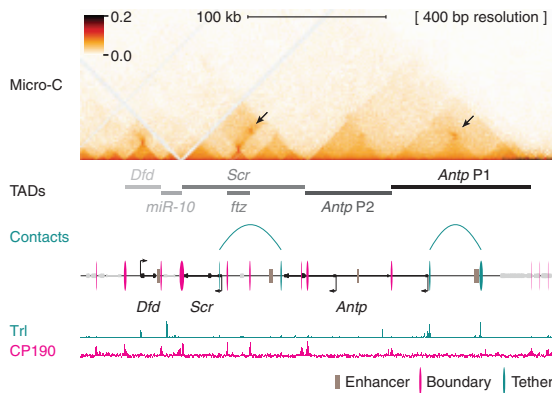 0.2
0.0
100 kb
[ 400 bp resolution ]
Micro-C
Dfd
Scr
Antp P1
TADs
miR-10
ftz
Antp P2
Contacts
Dfd
Scr
Antp
Trl
CP190
Enhancer
Boundary
Tether